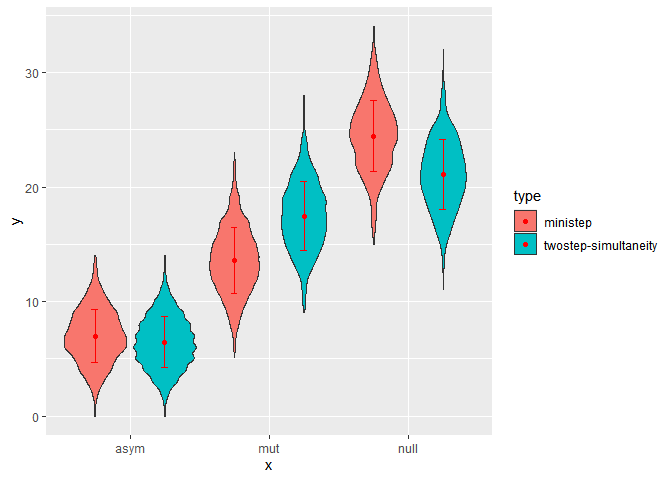 30
20
10
0
y
asym
mut
null
x
type
ministep
twostep-simultaneity